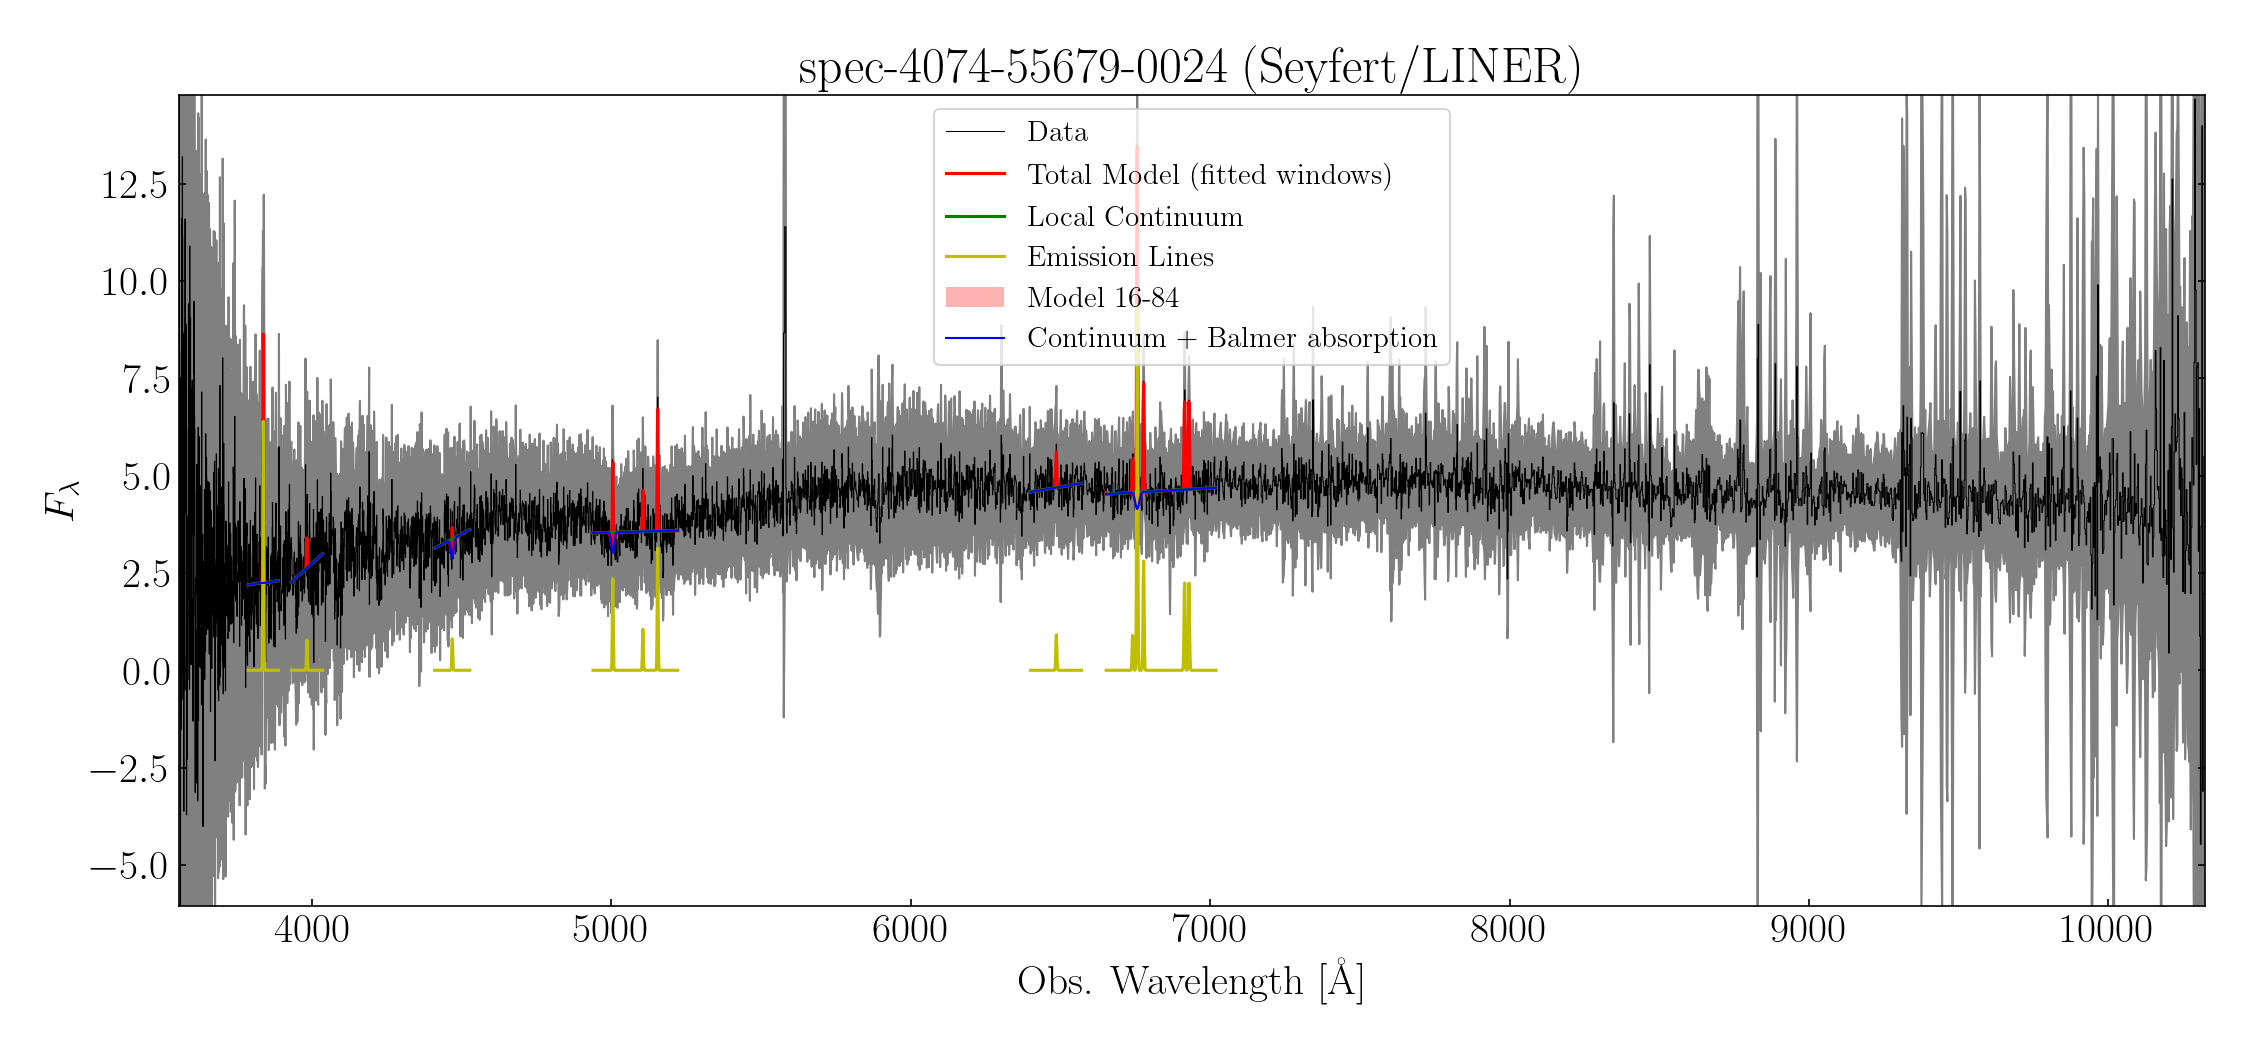 spec-4074-55679-0024 (Seyfert/LINER)
Data
Total Model (fitted windows)
Local Continuum
Emission Lines
Model 16-84
Continuum + Balmer absorption
12.5
10.0
7.5
5.0
2.5
0.0
−2.5
−5.0
Fλ
4000 5000 6000 7000 8000 9000 10000
Obs. Wavelength [Å]